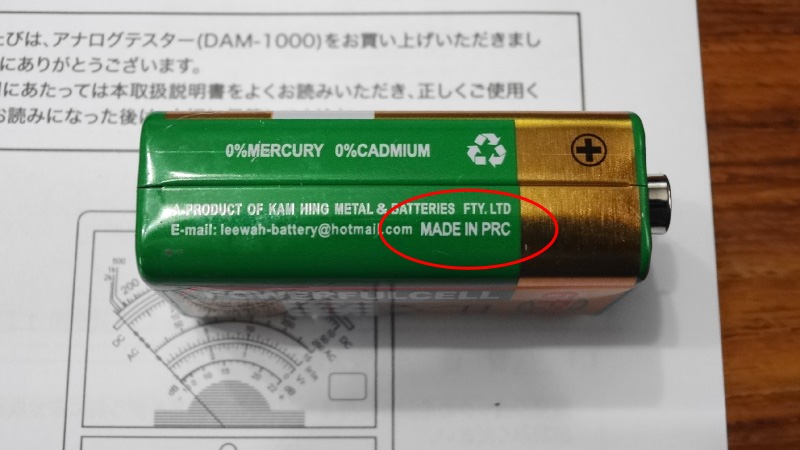 たびは、アナログテスター(DAM-1000)をお買い上げいただきまし
にありがとうございます。
にあたっては本取扱説明書をよくお読みいただき、正しくご使用く
お読みになった後は
0%MERCURY 0%CADMIUM
A PRODUCT OF KAM HING METAL & BATTERIES FTY. LTD
E-mail: leewah-battery@hotmail.com MADE IN PRC
POWERFULCELL
DC
AC
200